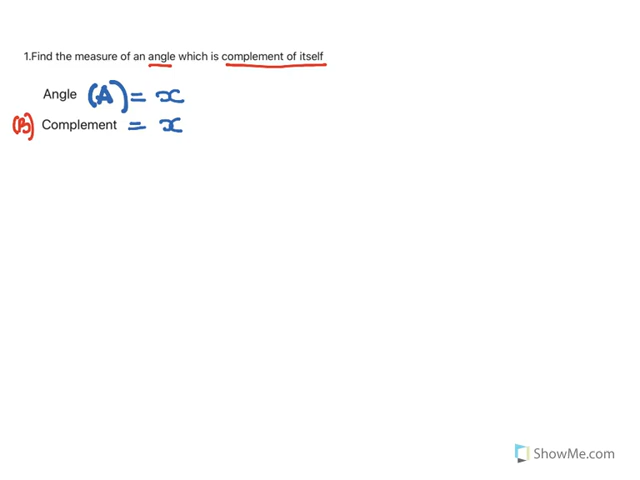 1.Find the measure of an angle which is complement of itself
Angle (A) = x
(B) Complement = x
ShowMe.com